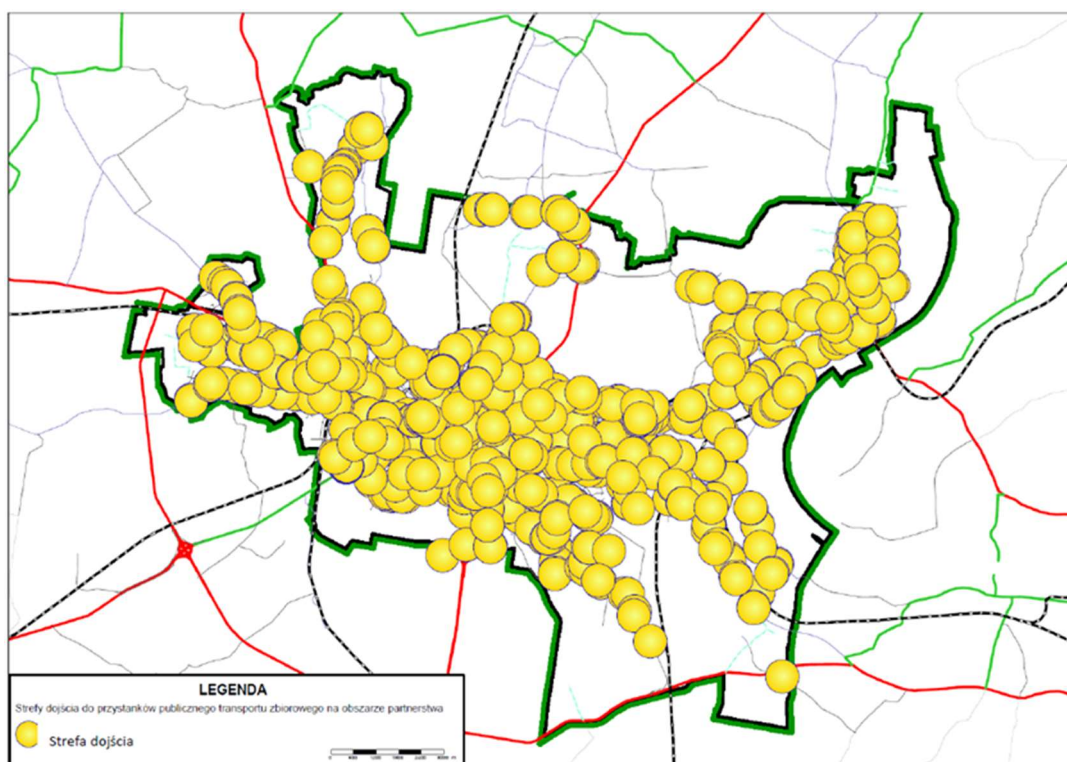 LEGENDA
Strefy dojścia do przystanków publicznego transportu zbiorowego na obszarze partnerstwa
Strefa dojścia